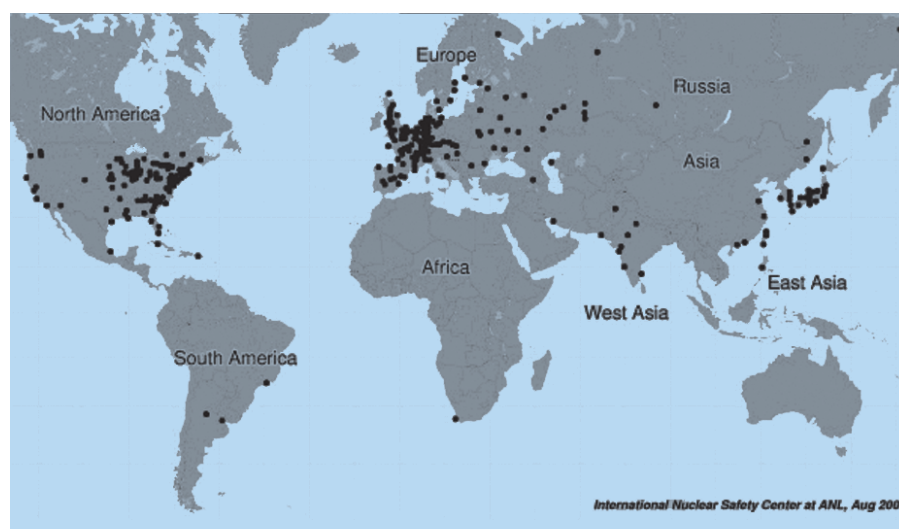 Europe
Russia
North America
Asia
Africa
East Asia
West Asia
South America
International Nuclear Safety Center at ANL, Aug 200